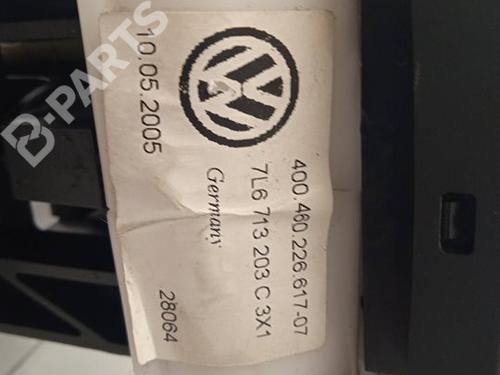 B-PARTS
10.05.2005
400.460.226.617-07
7L6 713 203 C 3X1
Germany
28064